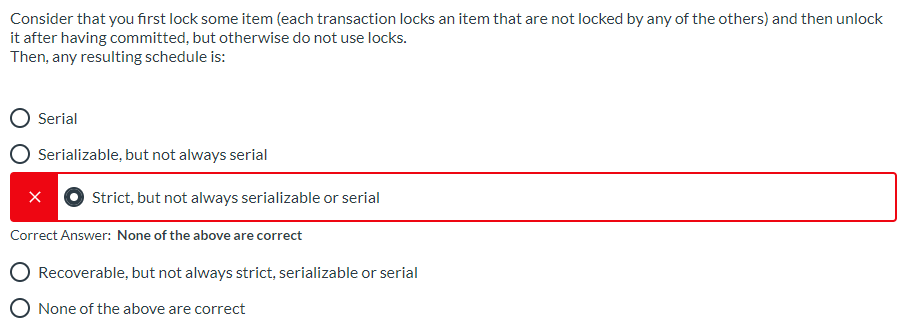 Consider that you first lock some item (each transaction locks an item that are not locked by any of the others) and then unlock
it after having committed, but otherwise do not use locks.
Then, any resulting schedule is:
Serial
Serializable, but not always serial
Strict, but not always serializable or serial
Correct Answer: None of the above are correct
Recoverable, but not always strict, serializable or serial
None of the above are correct